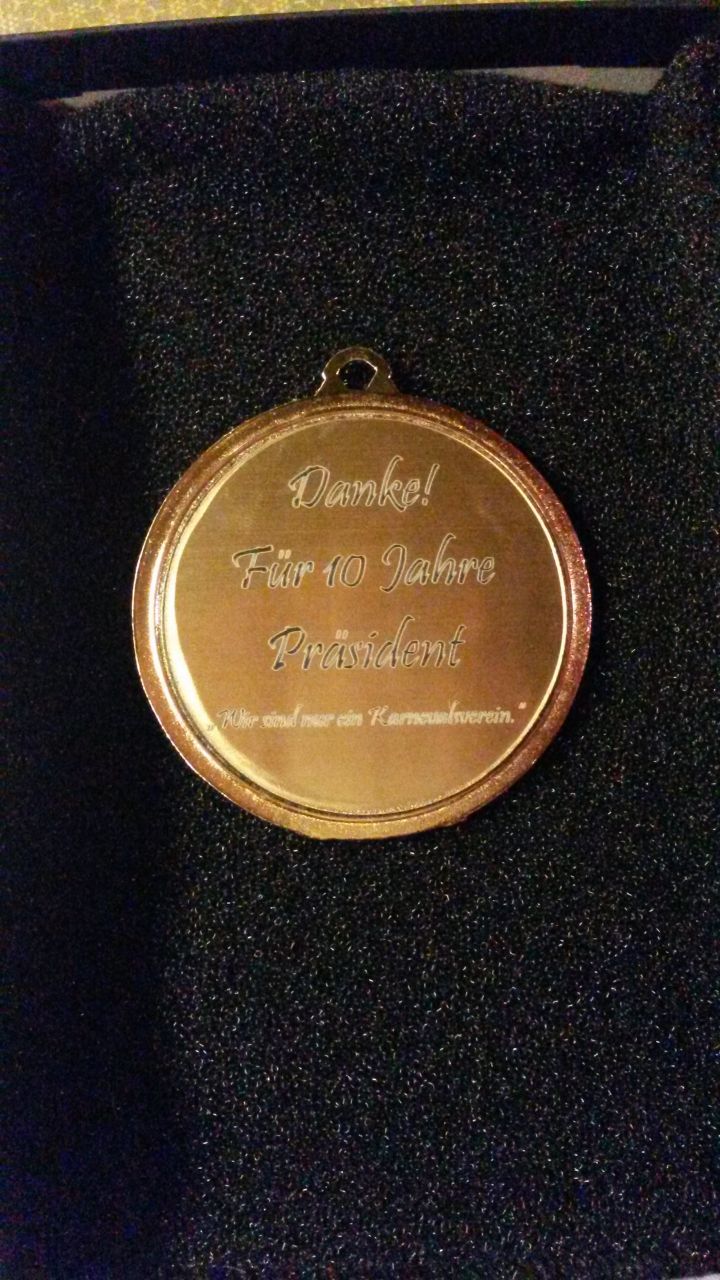 Danke!
Für 10 Jahre
Präsident
„Wir sind nur ein Karnevalsverein.“